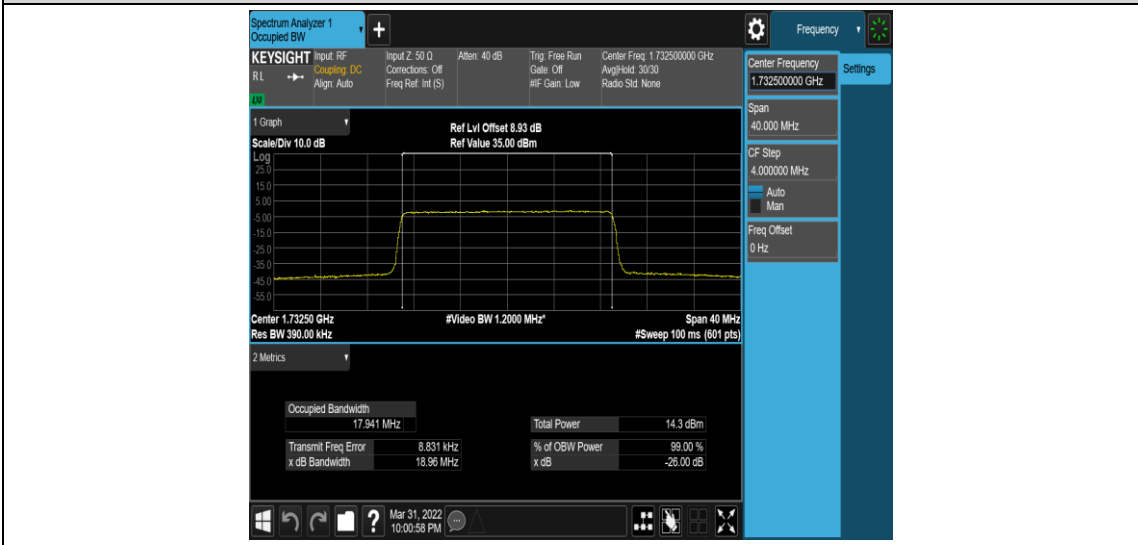 Spectrum Analyzer 1
Occupied BW
+
Frequency
KEYSIGHT
R L
LXI
Input: RF
Coupling: DC
Align: Auto
Input Z: 50 Ω
Corrections: Off
Freq Ref: Int (S)
Atten: 40 dB
Trig: Free Run
Gate: Off
#IF Gain: Low
Center Freq: 1.732500000 GHz
Avg|Hold: 30/30
Radio Std: None
Center Frequency
1.732500000 GHz
Settings
Span
40.000 MHz
CF Step
4.000000 MHz
Auto
Man
Freq Offset
0 Hz
1 Graph
Scale/Div 10.0 dB
Ref Lvl Offset 8.93 dB
Ref Value 35.00 dBm
Log
25.0
15.0
5.00
-5.00
-15.0
-25.0
-35.0
-45.0
-55.0
Center 1.73250 GHz
#Video BW 1.2000 MHz*
Span 40 MHz
Res BW 390.00 kHz
#Sweep 100 ms (601 pts)
2 Metrics
Occupied Bandwidth
17.941 MHz
Total Power 14.3 dBm
Transmit Freq Error 8.831 kHz
% of OBW Power 99.00 %
x dB Bandwidth 18.96 MHz
x dB -26.00 dB
?
Mar 31, 2022
10:00:58 PM